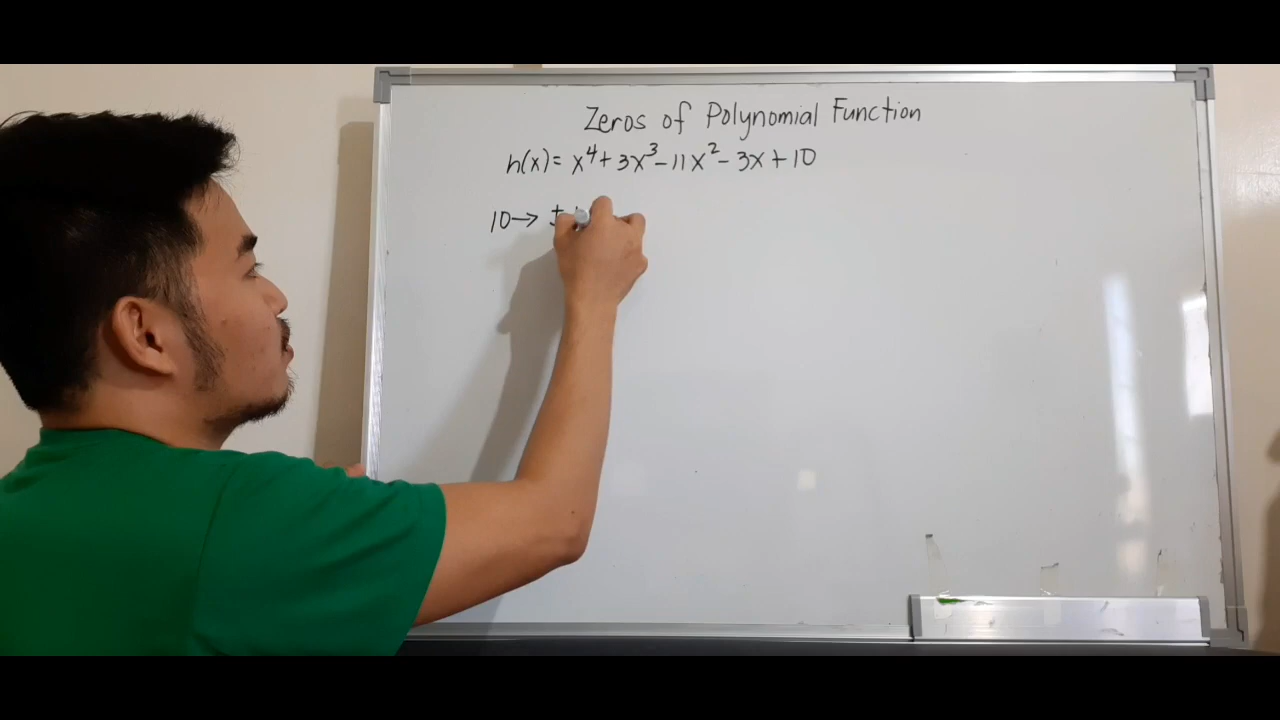 Zeros of Polynomial Function
h(x) = x⁴ + 3x³ - 11x² - 3x + 10
10 → ±